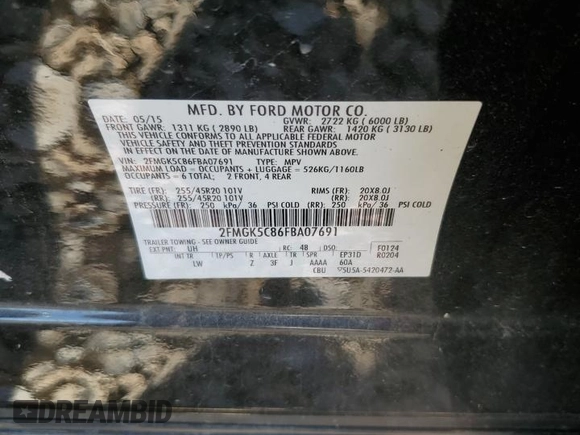 MFD. BY FORD MOTOR CO.
DATE: 05/15 GVWR: 2722 KG ( 6000 LB)
FRONT GAWR: 1311 KG ( 2890 LB) REAR GAWR: 1420 KG ( 3130 LB)
THIS VEHICLE CONFORMS TO ALL APPLICABLE FEDERAL MOTOR
VEHICLE SAFETY AND THEFT PREVENTION STANDARDS
IN EFFECT ON THE DATE OF MANUFACTURE SHOWN ABOVE.
VIN: 2FMGK5C86FBA07691 TYPE: MPV
MAXIMUM LOAD = OCCUPANTS + LUGGAGE = 526KG/1160LB
OCCUPANTS = 6 TOTAL; 2 FRONT, 4 REAR
TIRE (FR): 255/45R20 101V RIMS (FR): 20X8.0J
(RR): 255/45R20 101V (RR): 20X8.0J
PRESSURE (FR): 250 kPa/ 36 PSI COLD (RR): 250 kPa/ 36 PSI COLD
2FMGK5C86FBA07691
TRAILER TOWING - SEE OWNER GUIDE
EXT PNT: UH RC: 48 DSO: F0124
INT TR TP/PS R AXLE TR SPR EP31D R0204
LW Z 3F J AAAA 60A
CBU 5U5A-5420472-AA
DREAMBID